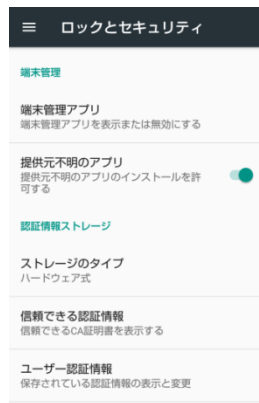 ロックとセキュリティ
端末管理
端末管理アプリ
端末管理アプリを表示または無効にする
提供元不明のアプリ
提供元不明のアプリのインストールを許
可する
認証情報ストレージ
ストレージのタイプ
ハードウェア式
信頼できる認証情報
信頼できるCA証明書を表示する
ユーザー認証情報
保存されている認証情報の表示と変更